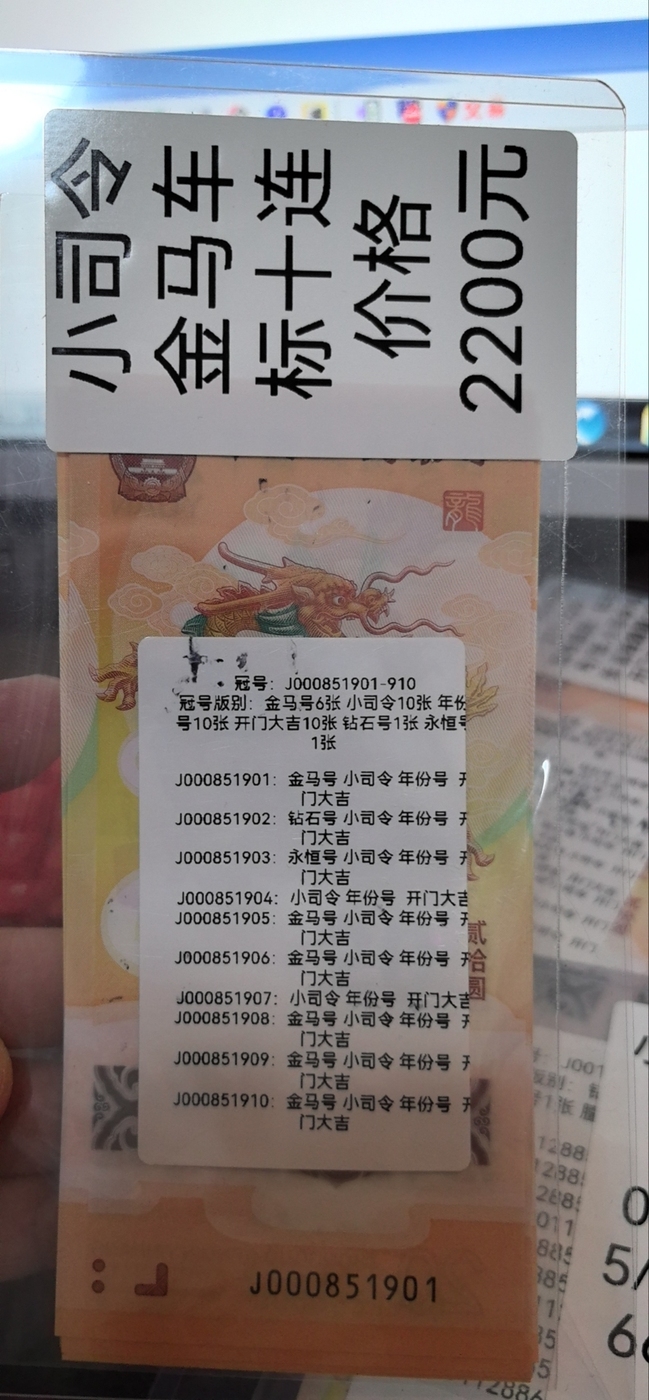 小司令
金马车
标十连
价格
2200元
龍
冠号: J000851901-910
冠号版别: 金马号6张 小司令10张 年份
号10张 开门大吉10张 钻石号1张 永恒号
1张
J000851901: 金马号 小司令 年份号 开
门大吉
J000851902: 钻石号 小司令 年份号 开
门大吉
J000851903: 永恒号 小司令 年份号 开
门大吉
J000851904: 小司令 年份号 开门大吉
J000851905: 金马号 小司令 年份号 开
门大吉
J000851906: 金马号 小司令 年份号 开
门大吉
J000851907: 小司令 年份号 开门大吉
J000851908: 金马号 小司令 年份号 开
门大吉
J000851909: 金马号 小司令 年份号 开
门大吉
J000851910: 金马号 小司令 年份号 开
门大吉
贰拾圆
J000851901